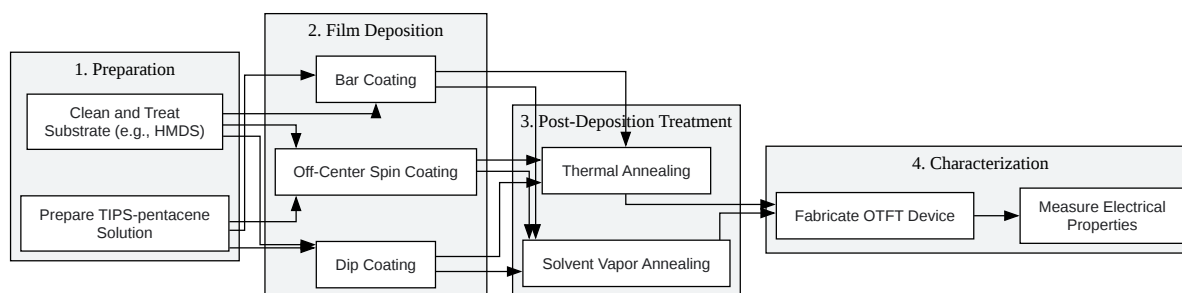 1. Preparation
Clean and Treat
Substrate (e.g., HMDS)
Prepare TIPS-pentacene
Solution
2. Film Deposition
Bar Coating
Off-Center Spin Coating
Dip Coating
3. Post-Deposition Treatment
Thermal Annealing
Solvent Vapor Annealing
4. Characterization
Fabricate OTFT Device
Measure Electrical
Properties